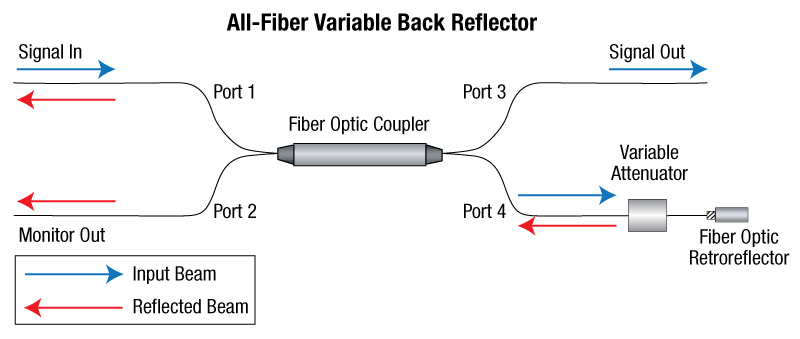 All-Fiber Variable Back Reflector
Signal In
Signal Out
Port 1
Port 3
Fiber Optic Coupler
Variable
Attenuator
Port 2
Port 4
Monitor Out
Fiber Optic
Retroreflector
Input Beam
Reflected Beam